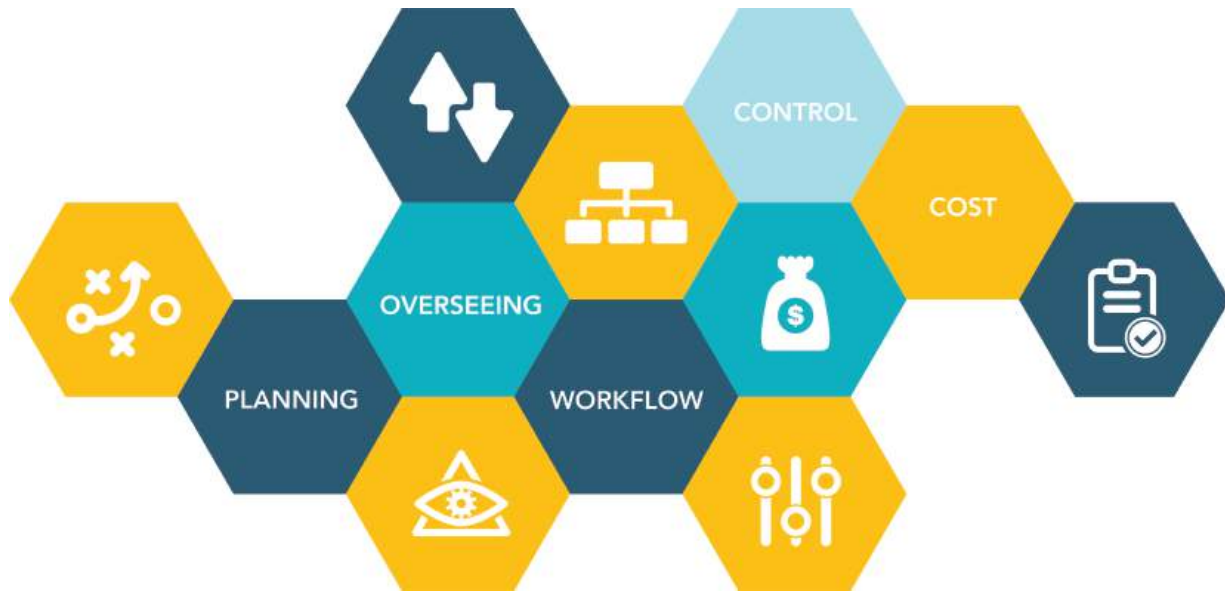 CONTROL
COST
OVERSEEING
$
PLANNING
WORKFLOW